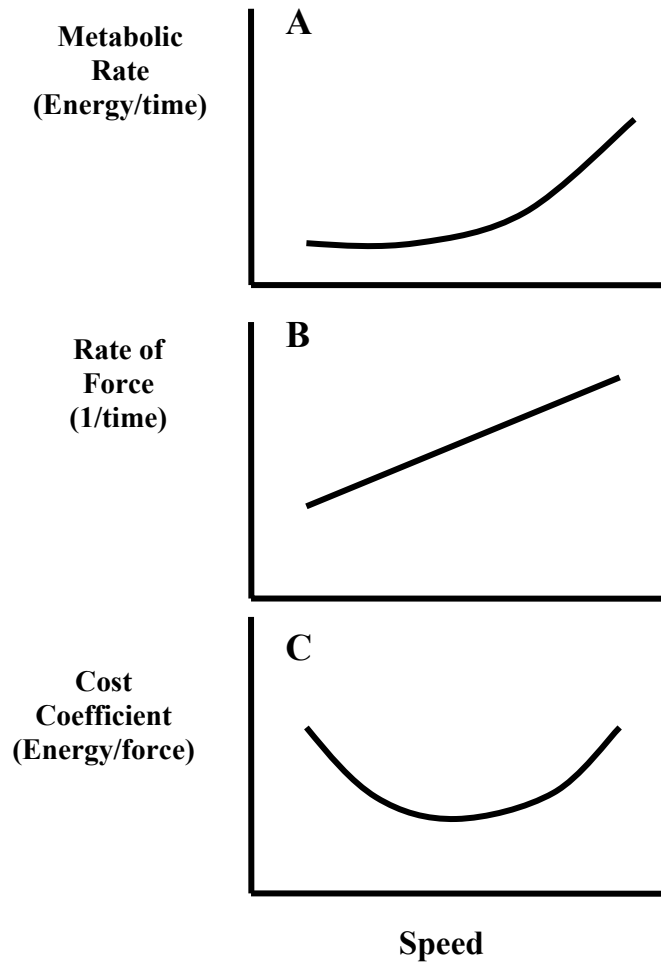 A
Metabolic
Rate
(Energy/time)
B
Rate of
Force
(1/time)
C
Cost
Coefficient
(Energy/force)
Speed